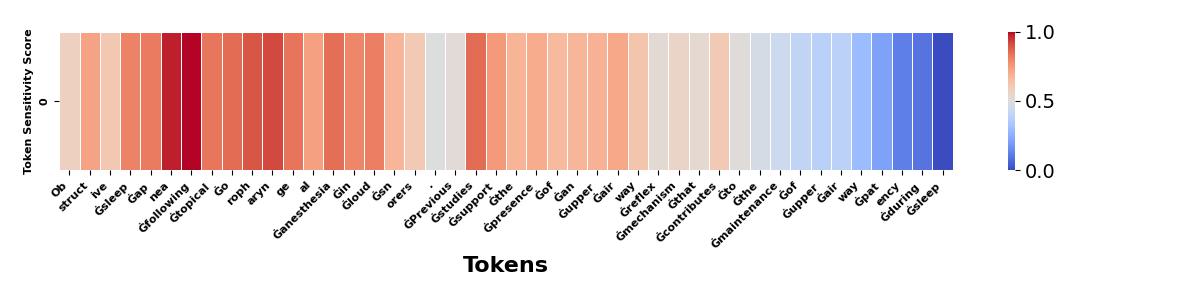 Token Sensitivity Score
0
Ob
struct
ive
Ġsleep
Ġap
nea
Ġfollowing
Ġtopical
Ġo
roph
aryn
ge
al
Ġanesthesia
Ġin
Ġloud
Ġsn
orers
.
ĠPrevious
Ġstudies
Ġsupport
Ġthe
Ġpresence
Ġof
Ġan
Ġupper
Ġair
way
Ġreflex
Ġmechanism
Ġthat
Ġcontributes
Ġto
Ġthe
Ġmaintenance
Ġof
Ġupper
Ġair
way
Ġpat
ency
Ġduring
Ġsleep
Tokens
1.0
0.5
0.0